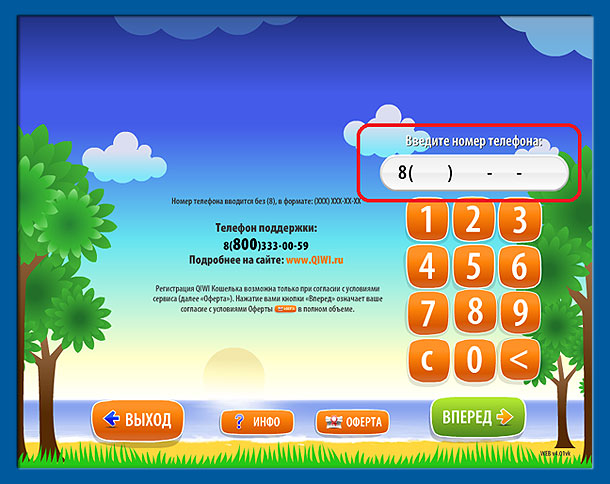 Введите номер телефона:
8( ) - -
Номер телефона вводится без (8), в формате: (XXX) XXX-XX-XX
Телефон поддержки:
8(800)333-00-59
Подробнее на сайте: www.QIWI.ru
Регистрация QIWI Кошелька возможна только при согласии с условиями
сервиса (далее «Оферта»). Нажатие вами кнопки «Вперед» означает ваше
согласие с условиями Оферты в полном объеме.
1 2 3
4 5 6
7 8 9
С 0 <
ВЫХОД
? ИНФО
ОФЕРТА
ВПЕРЕД
WEB v4.Q1vk